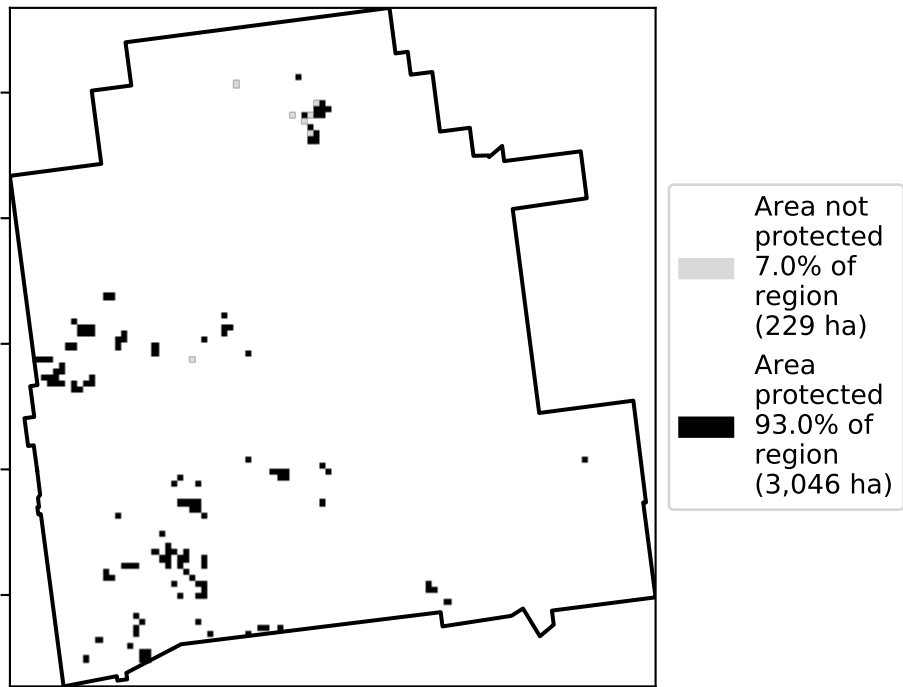 Area not
protected
7.0% of
region
(229 ha)
Area
protected
93.0% of
region
(3,046 ha)